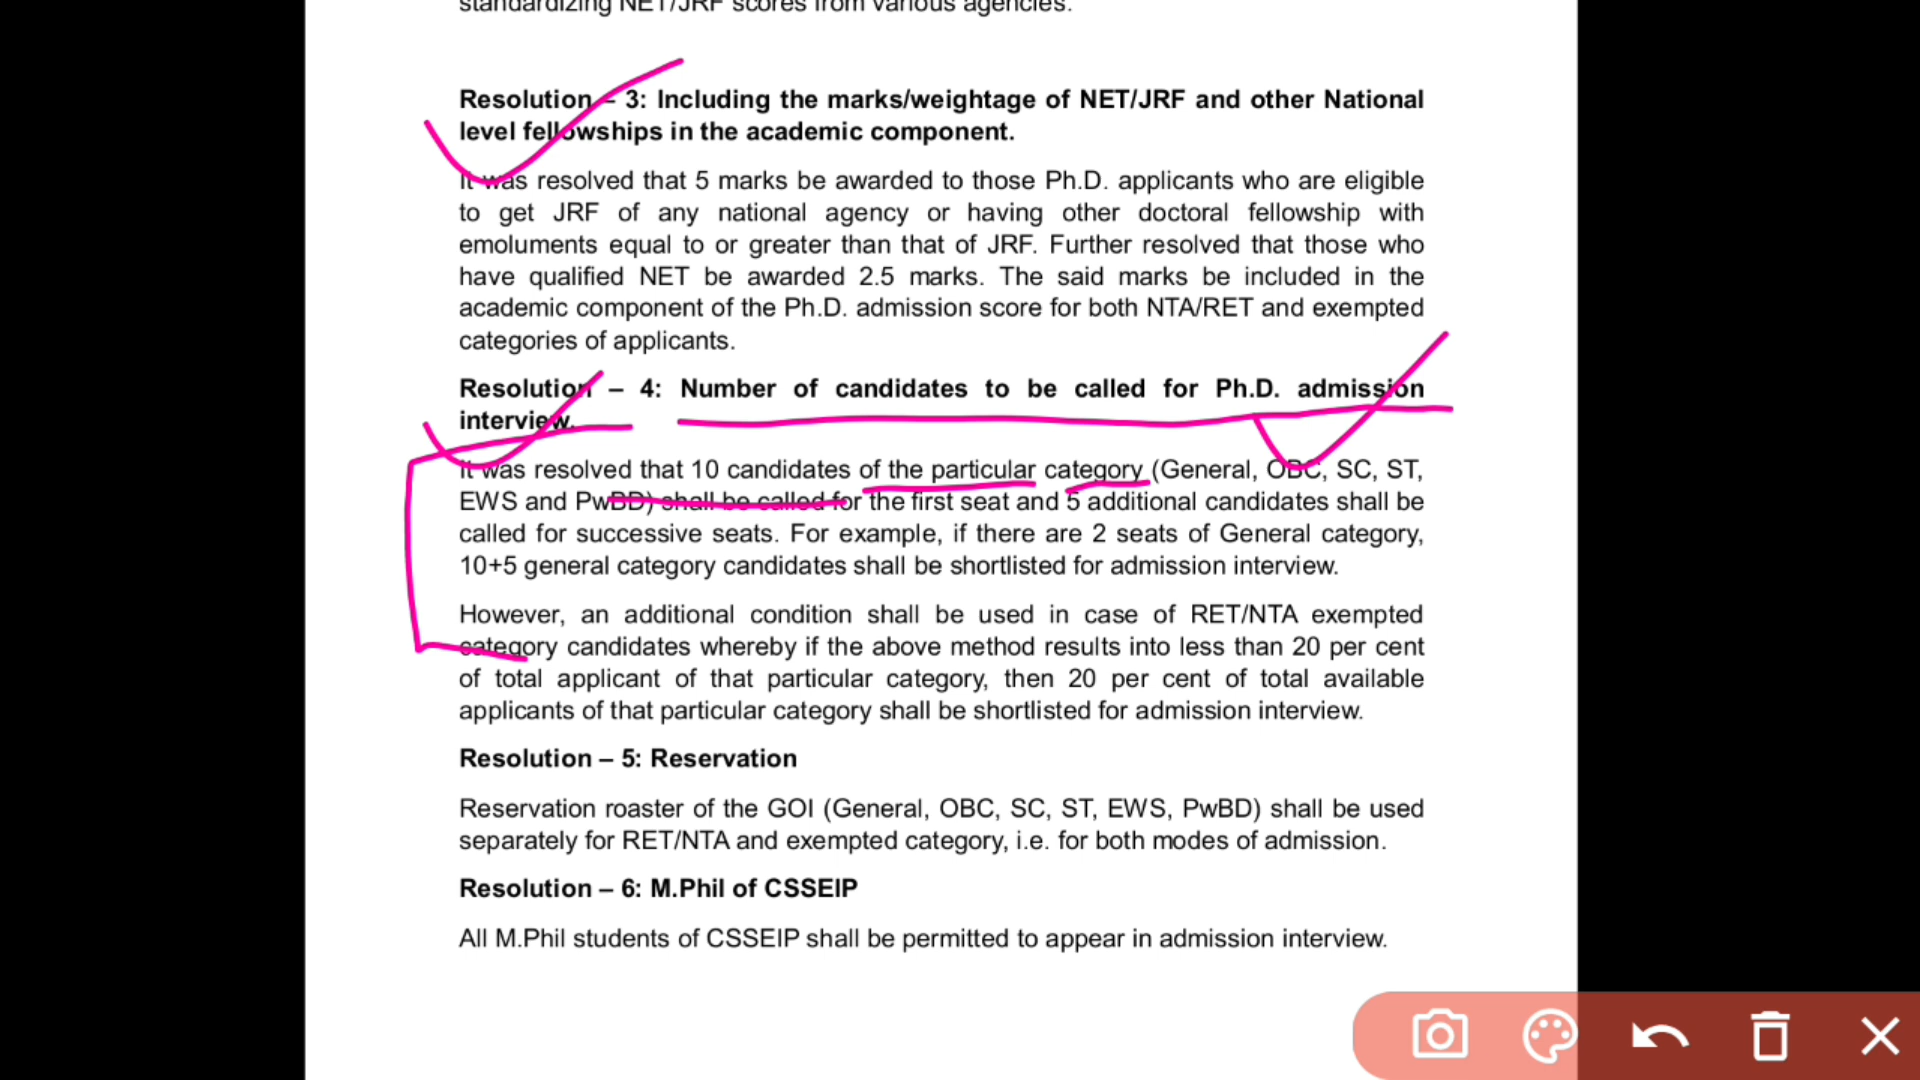 standardizing NET/JRF scores from various agencies.
Resolution – 3: Including the marks/weightage of NET/JRF and other National
level fellowships in the academic component.
It was resolved that 5 marks be awarded to those Ph.D. applicants who are eligible
to get JRF of any national agency or having other doctoral fellowship with
emoluments equal to or greater than that of JRF. Further resolved that those who
have qualified NET be awarded 2.5 marks. The said marks be included in the
academic component of the Ph.D. admission score for both NTA/RET and exempted
categories of applicants.
Resolution – 4: Number of candidates to be called for Ph.D. admission
interview.
It was resolved that 10 candidates of the particular category (General, OBC, SC, ST,
EWS and PwBD) shall be called for the first seat and 5 additional candidates shall be
called for successive seats. For example, if there are 2 seats of General category,
10+5 general category candidates shall be shortlisted for admission interview.
However, an additional condition shall be used in case of RET/NTA exempted
category candidates whereby if the above method results into less than 20 per cent
of total applicant of that particular category, then 20 per cent of total available
applicants of that particular category shall be shortlisted for admission interview.
Resolution – 5: Reservation
Reservation roaster of the GOI (General, OBC, SC, ST, EWS, PwBD) shall be used
separately for RET/NTA and exempted category, i.e. for both modes of admission.
Resolution – 6: M.Phil of CSSEIP
All M.Phil students of CSSEIP shall be permitted to appear in admission interview.